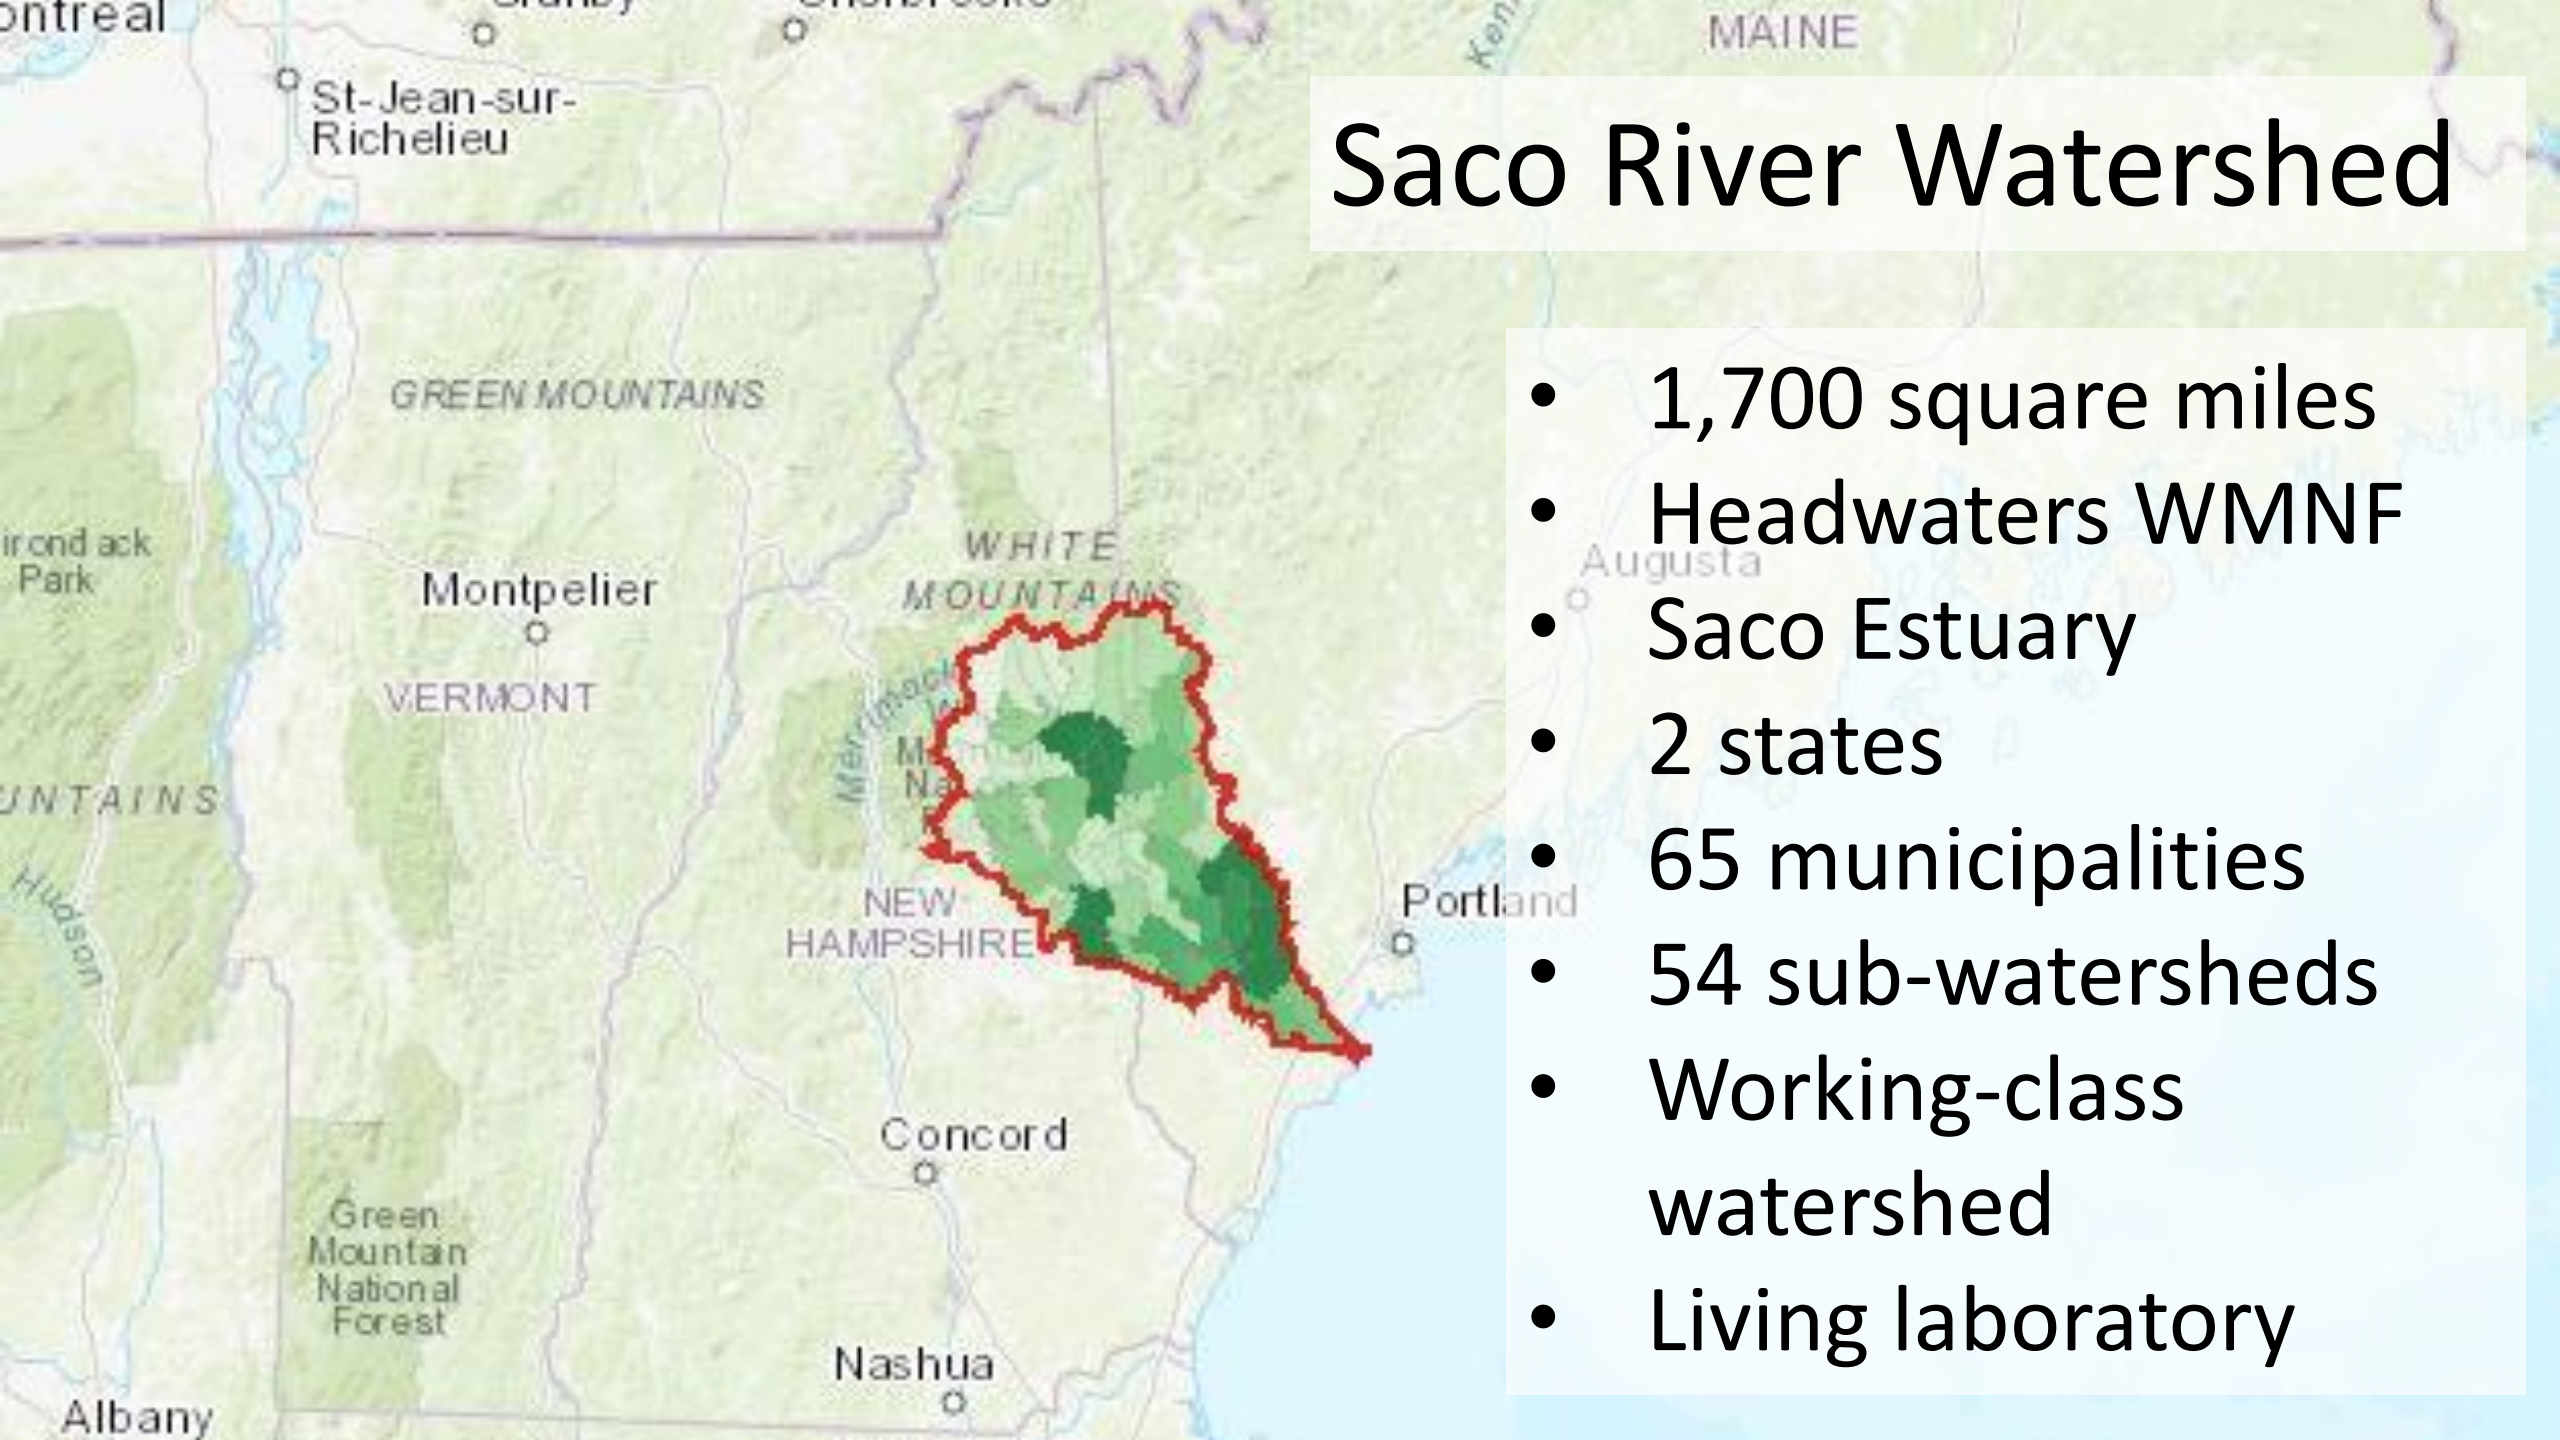 MAINE
St-Jean-sur-
Richelieu
Saco River Watershed
GREEN MOUNTAINS
• 1,700 square miles
• Headwaters WMNF
• Saco Estuary
• 2 states
• 65 municipalities
• 54 sub-watersheds
• Working-class
watershed
• Living laboratory
WHITE
MOUNTAINS
Augusta
Park
Montpelier
VERMONT
Merrimack
Hudson
NEW
HAMPSHIRE
Portland
Concord
Green
Mountain
National
Forest
Nashua
Albany